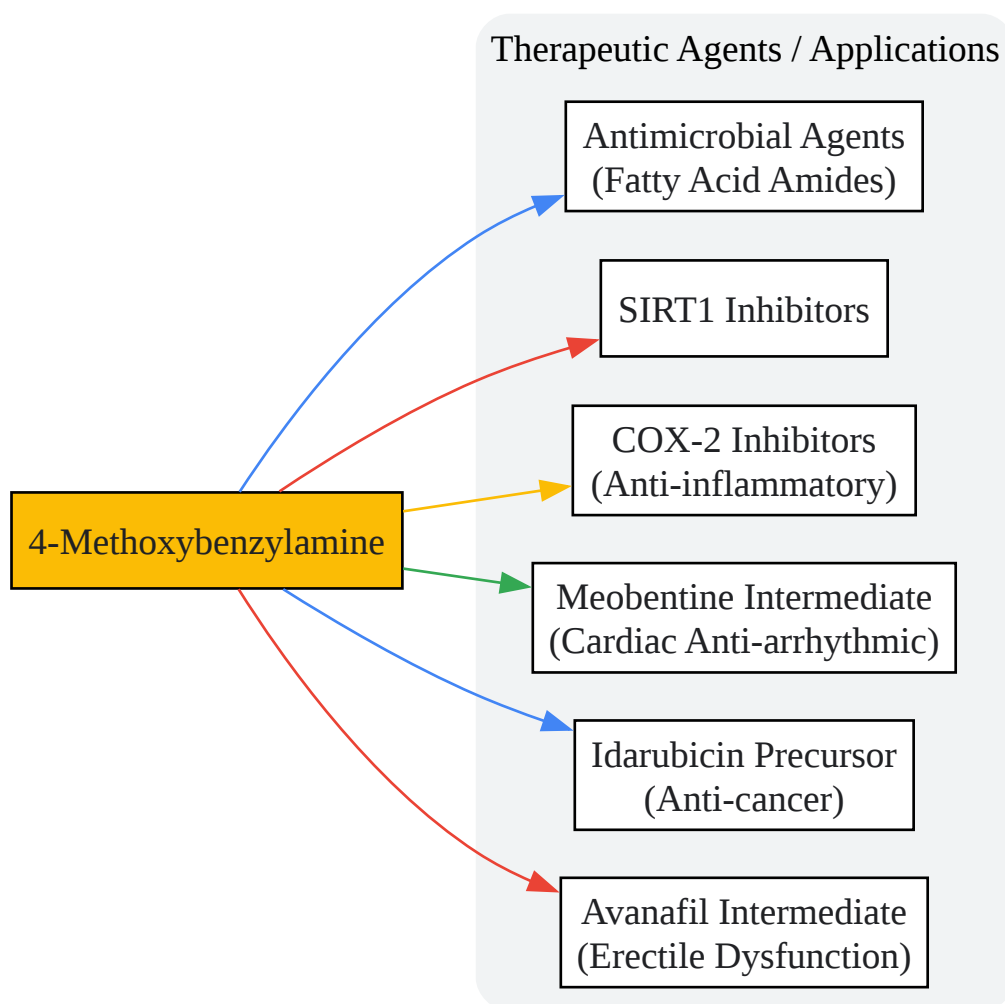 Therapeutic Agents / Applications
Antimicrobial Agents
(Fatty Acid Amides)
SIRT1 Inhibitors
COX-2 Inhibitors
(Anti-inflammatory)
4-Methoxybenzylamine
Meobentine Intermediate
(Cardiac Anti-arrhythmic)
Idarubicin Precursor
(Anti-cancer)
Avanafil Intermediate
(Erectile Dysfunction)